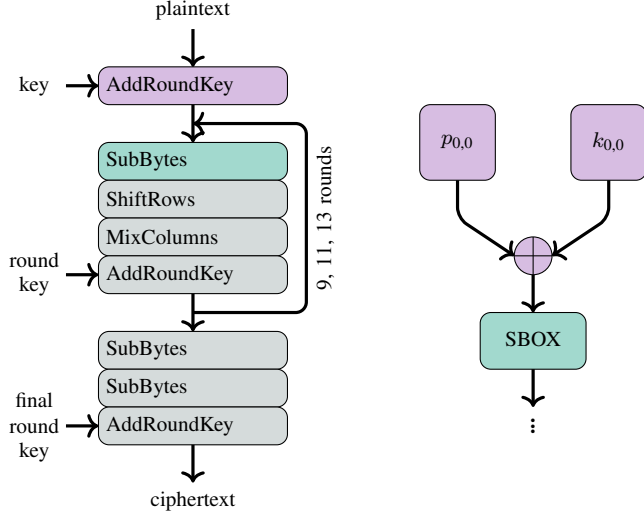 plaintext
key
AddRoundKey
SubBytes
ShiftRows
MixColumns
round
key
AddRoundKey
9, 11, 13 rounds
SubBytes
SubBytes
final
round
key
AddRoundKey
ciphertext
p0,0
k0,0
SBOX
...